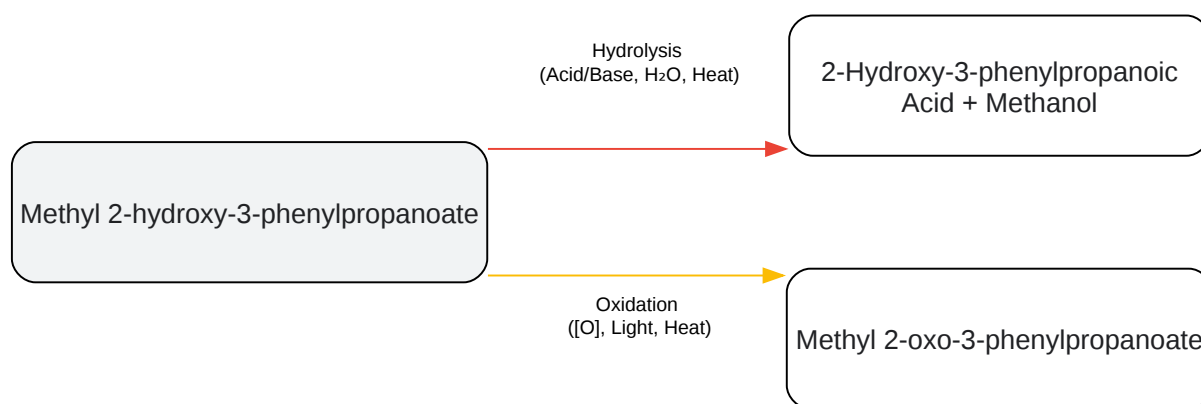 Hydrolysis
(Acid/Base, H₂O, Heat)
2-Hydroxy-3-phenylpropanoic
Acid + Methanol
Methyl 2-hydroxy-3-phenylpropanoate
Oxidation
([O], Light, Heat)
Methyl 2-oxo-3-phenylpropanoate